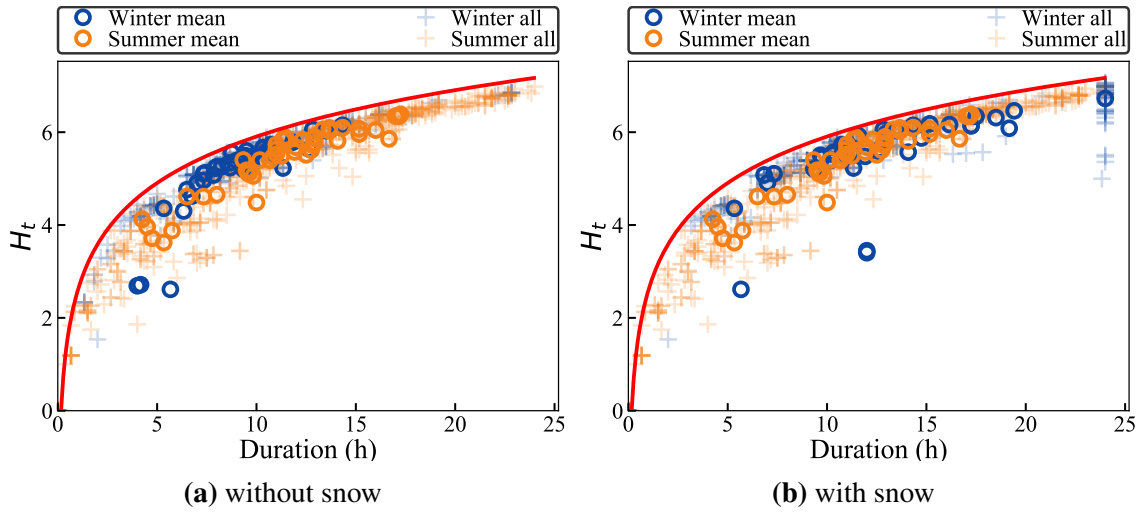 Winter mean Winter all
Summer mean Summer all
H_t
6
4
2
0
0 5 10 15 20 25
Duration (h)
(a) without snow
Winter mean Winter all
Summer mean Summer all
H_t
6
4
2
0
0 5 10 15 20 25
Duration (h)
(b) with snow